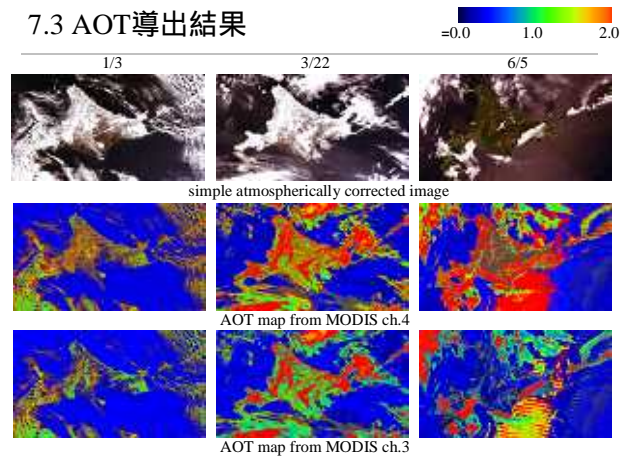 7.3 AOT導出結果
=0.0 1.0 2.0
1/3 3/22 6/5
simple atmospherically corrected image
AOT map from MODIS ch.4
AOT map from MODIS ch.3